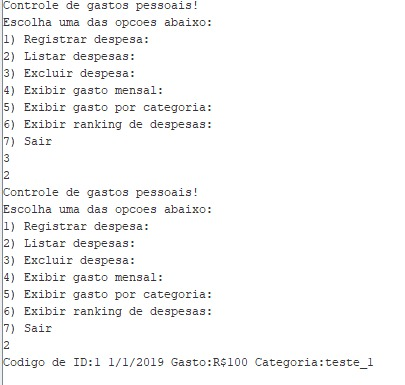 Controle de gastos pessoais!
Escolha uma das opcoes abaixo:
1) Registrar despesa:
2) Listar despesas:
3) Excluir despesa:
4) Exibir gasto mensal:
5) Exibir gasto por categoria:
6) Exibir ranking de despesas:
7) Sair
3
2
Controle de gastos pessoais!
Escolha uma das opcoes abaixo:
1) Registrar despesa:
2) Listar despesas:
3) Excluir despesa:
4) Exibir gasto mensal:
5) Exibir gasto por categoria:
6) Exibir ranking de despesas:
7) Sair
2
Codigo de ID:1 1/1/2019 Gasto:R$100 Categoria:teste_1